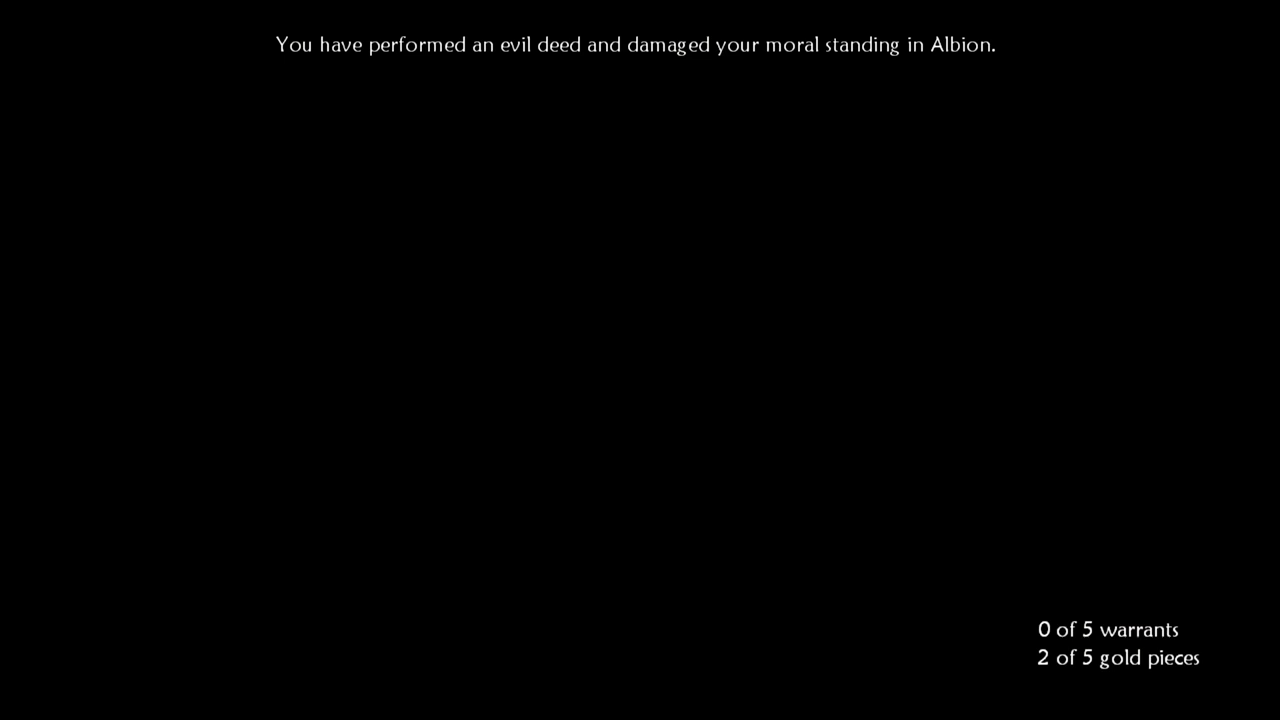 You have performed an evil deed and damaged your moral standing in Albion.
0 of 5 warrants
2 of 5 gold pieces